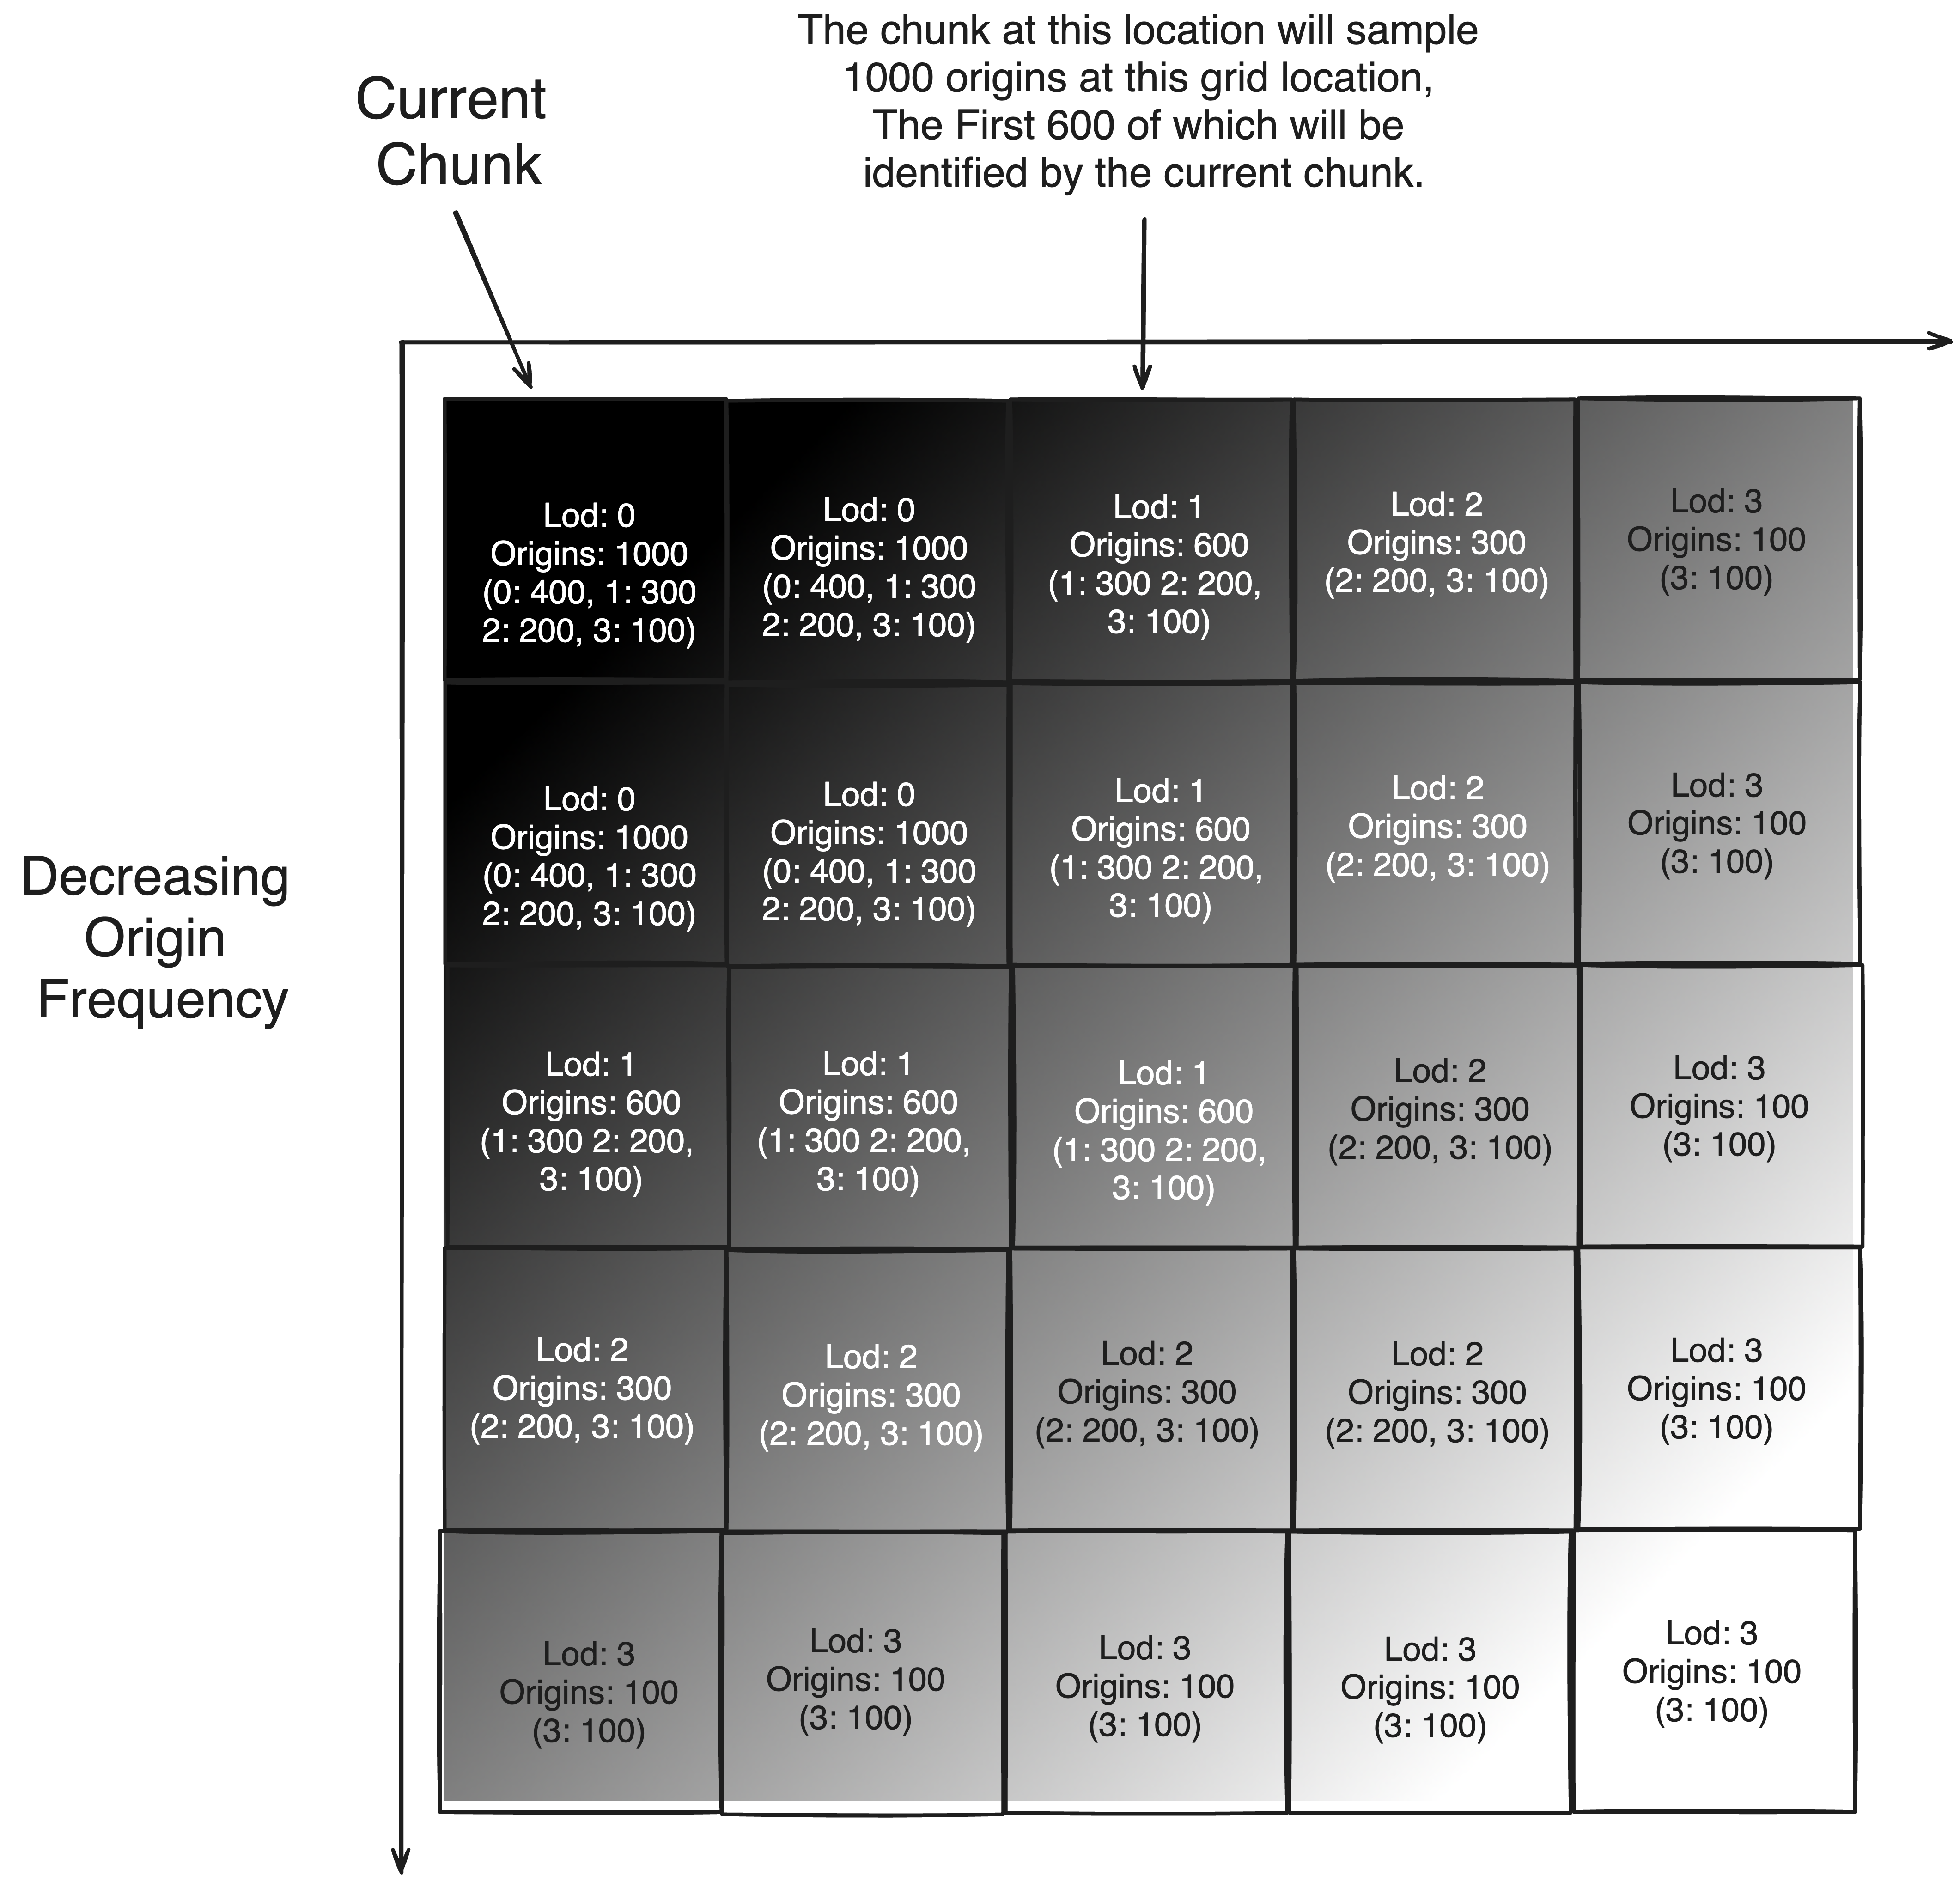 The chunk at this location will sample
1000 origins at this grid location,
The First 600 of which will be
identified by the current chunk.
Current
Chunk
Decreasing
Origin
Frequency
Lod: 0
Origins: 1000
(0: 400, 1: 300
2: 200, 3: 100)
Lod: 0
Origins: 1000
(0: 400, 1: 300
2: 200, 3: 100)
Lod: 1
Origins: 600
(1: 300 2: 200,
3: 100)
Lod: 2
Origins: 300
(2: 200, 3: 100)
Lod: 3
Origins: 100
(3: 100)
Lod: 0
Origins: 1000
(0: 400, 1: 300
2: 200, 3: 100)
Lod: 0
Origins: 1000
(0: 400, 1: 300
2: 200, 3: 100)
Lod: 1
Origins: 600
(1: 300 2: 200,
3: 100)
Lod: 2
Origins: 300
(2: 200, 3: 100)
Lod: 3
Origins: 100
(3: 100)
Lod: 1
Origins: 600
(1: 300 2: 200,
3: 100)
Lod: 1
Origins: 600
(1: 300 2: 200,
3: 100)
Lod: 1
Origins: 600
(1: 300 2: 200,
3: 100)
Lod: 2
Origins: 300
(2: 200, 3: 100)
Lod: 3
Origins: 100
(3: 100)
Lod: 2
Origins: 300
(2: 200, 3: 100)
Lod: 2
Origins: 300
(2: 200, 3: 100)
Lod: 2
Origins: 300
(2: 200, 3: 100)
Lod: 2
Origins: 300
(2: 200, 3: 100)
Lod: 3
Origins: 100
(3: 100)
Lod: 3
Origins: 100
(3: 100)
Lod: 3
Origins: 100
(3: 100)
Lod: 3
Origins: 100
(3: 100)
Lod: 3
Origins: 100
(3: 100)
Lod: 3
Origins: 100
(3: 100)